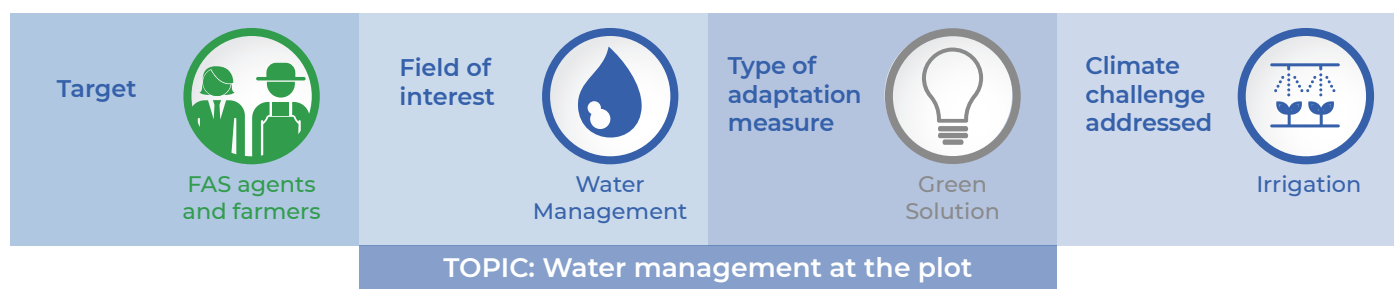 Target
FAS agents
and farmers
Field of
interest
Water
Management
Type of
adaptation
measure
Green
Solution
Climate
challenge
addressed
Irrigation
TOPIC: Water management at the plot